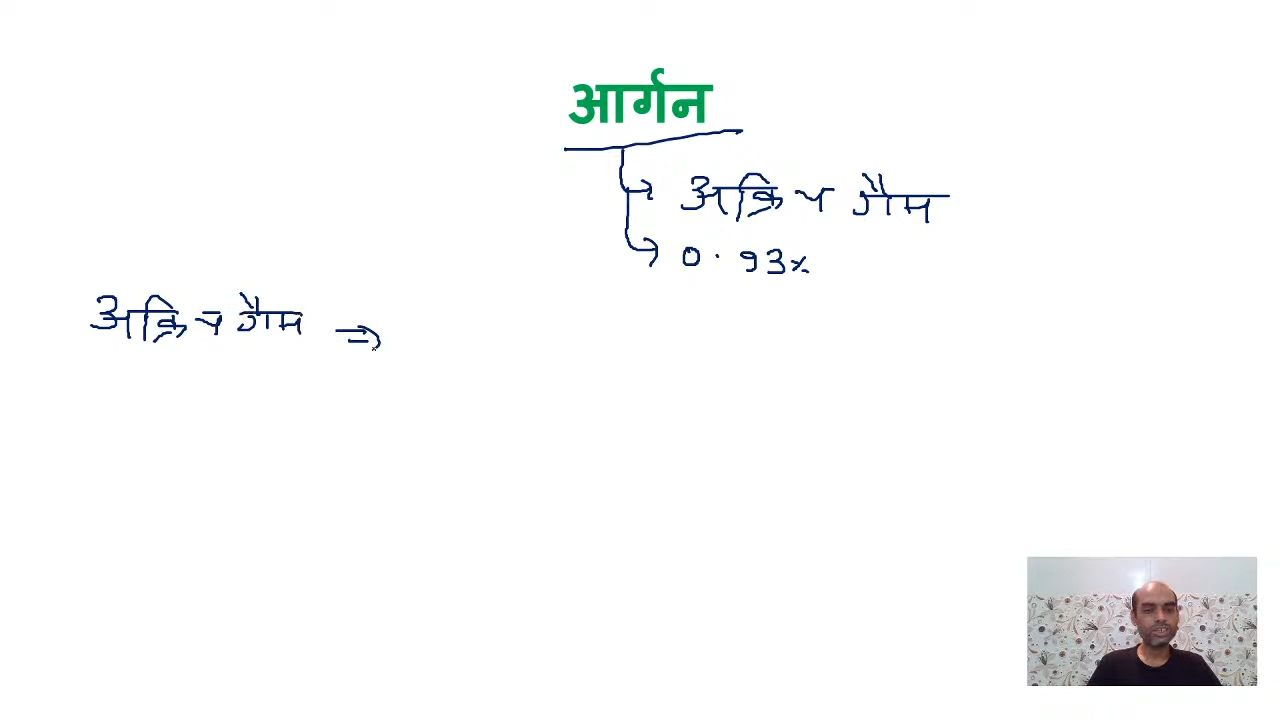 आर्गन
→ अक्रिय गैस
→ 0.93%
अक्रिय गैस ⇒